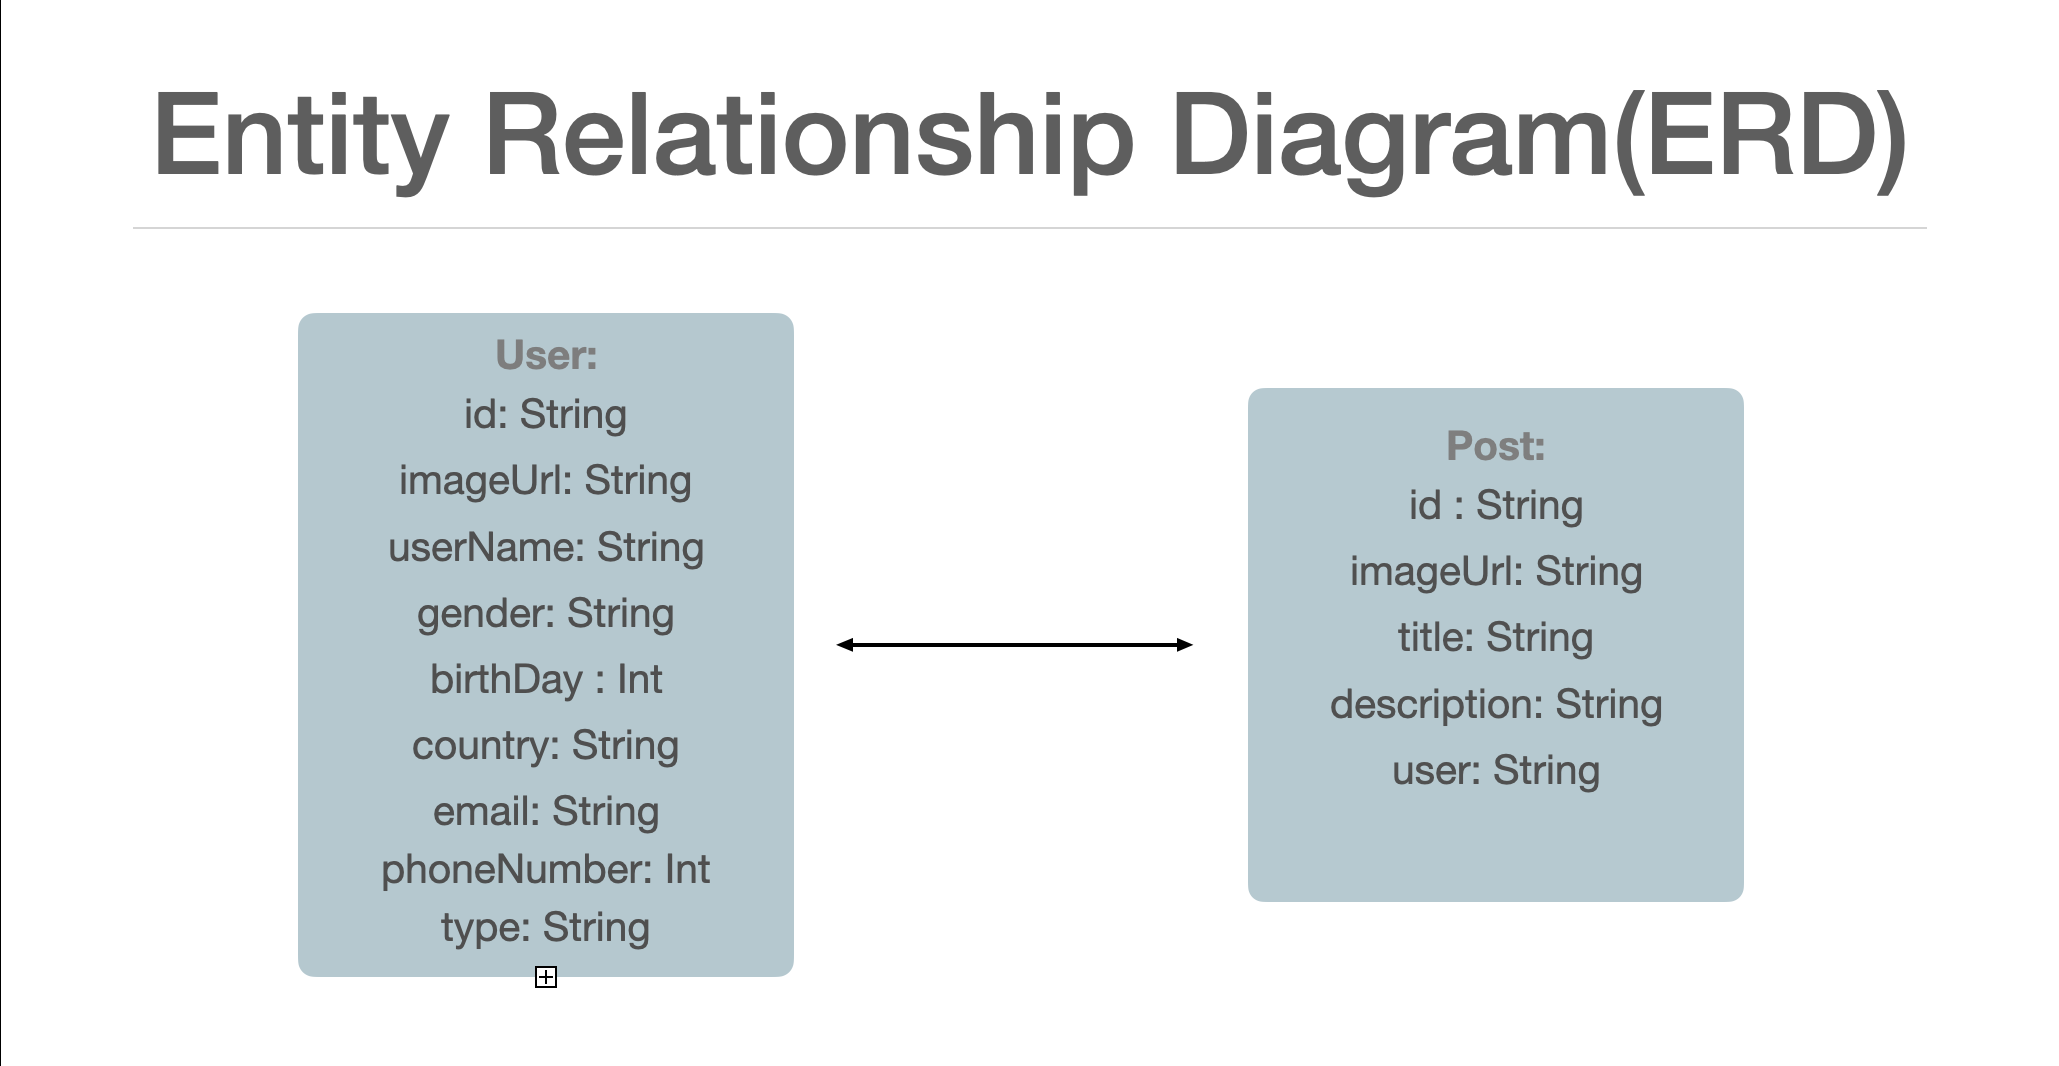 Entity Relationship Diagram(ERD)
User:
id: String
imageUrl: String
userName: String
gender: String
birthDay : Int
country: String
email: String
phoneNumber: Int
type: String
Post:
id : String
imageUrl: String
title: String
description: String
user: String